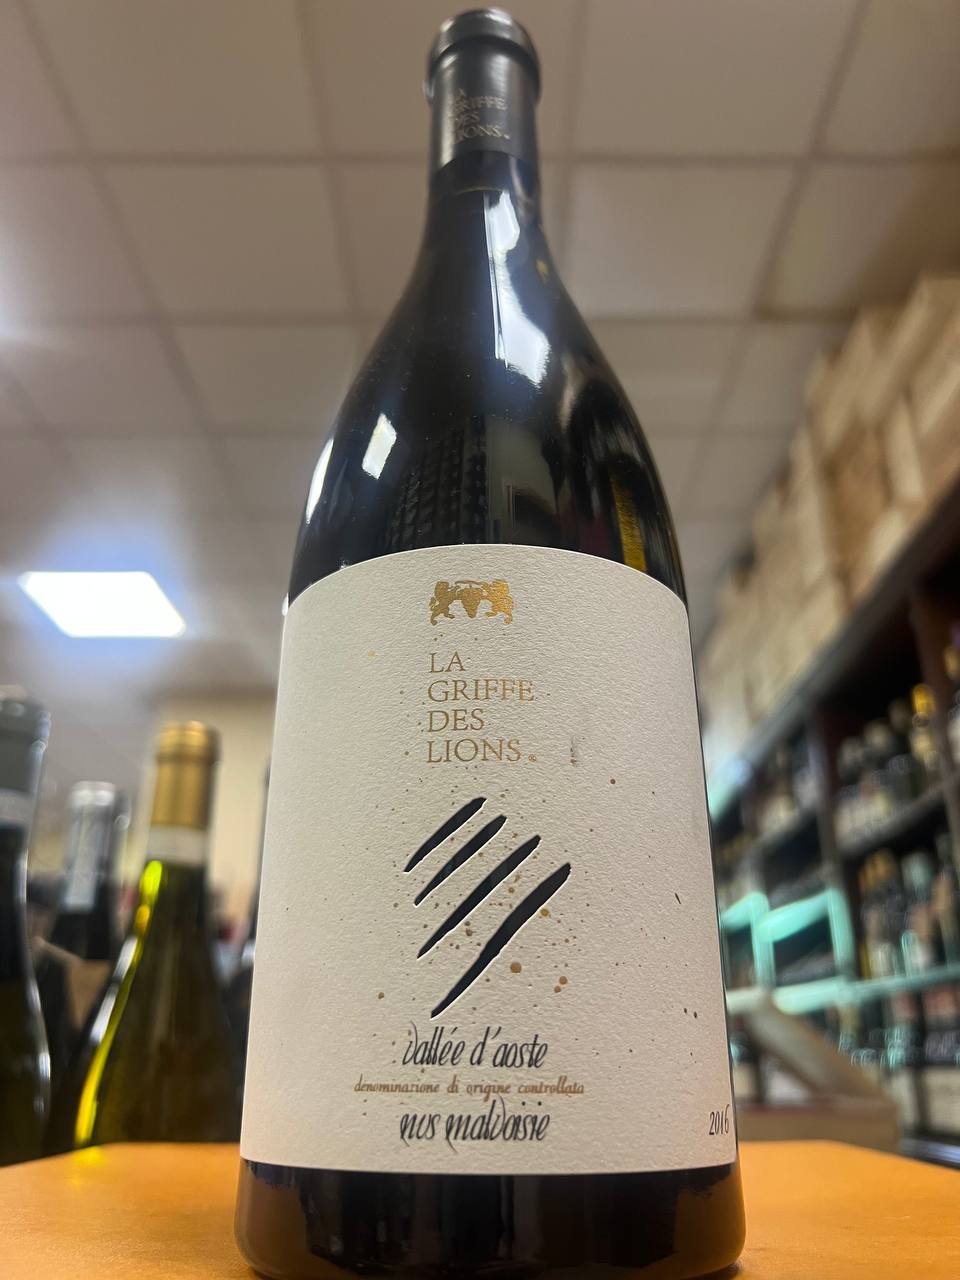 LA
GRIFFE
DES
LIONS.
LA
GRIFFE
DES
LIONS®
vallée d'aoste
denominazione di origine controllata
nus malvoisie
2016